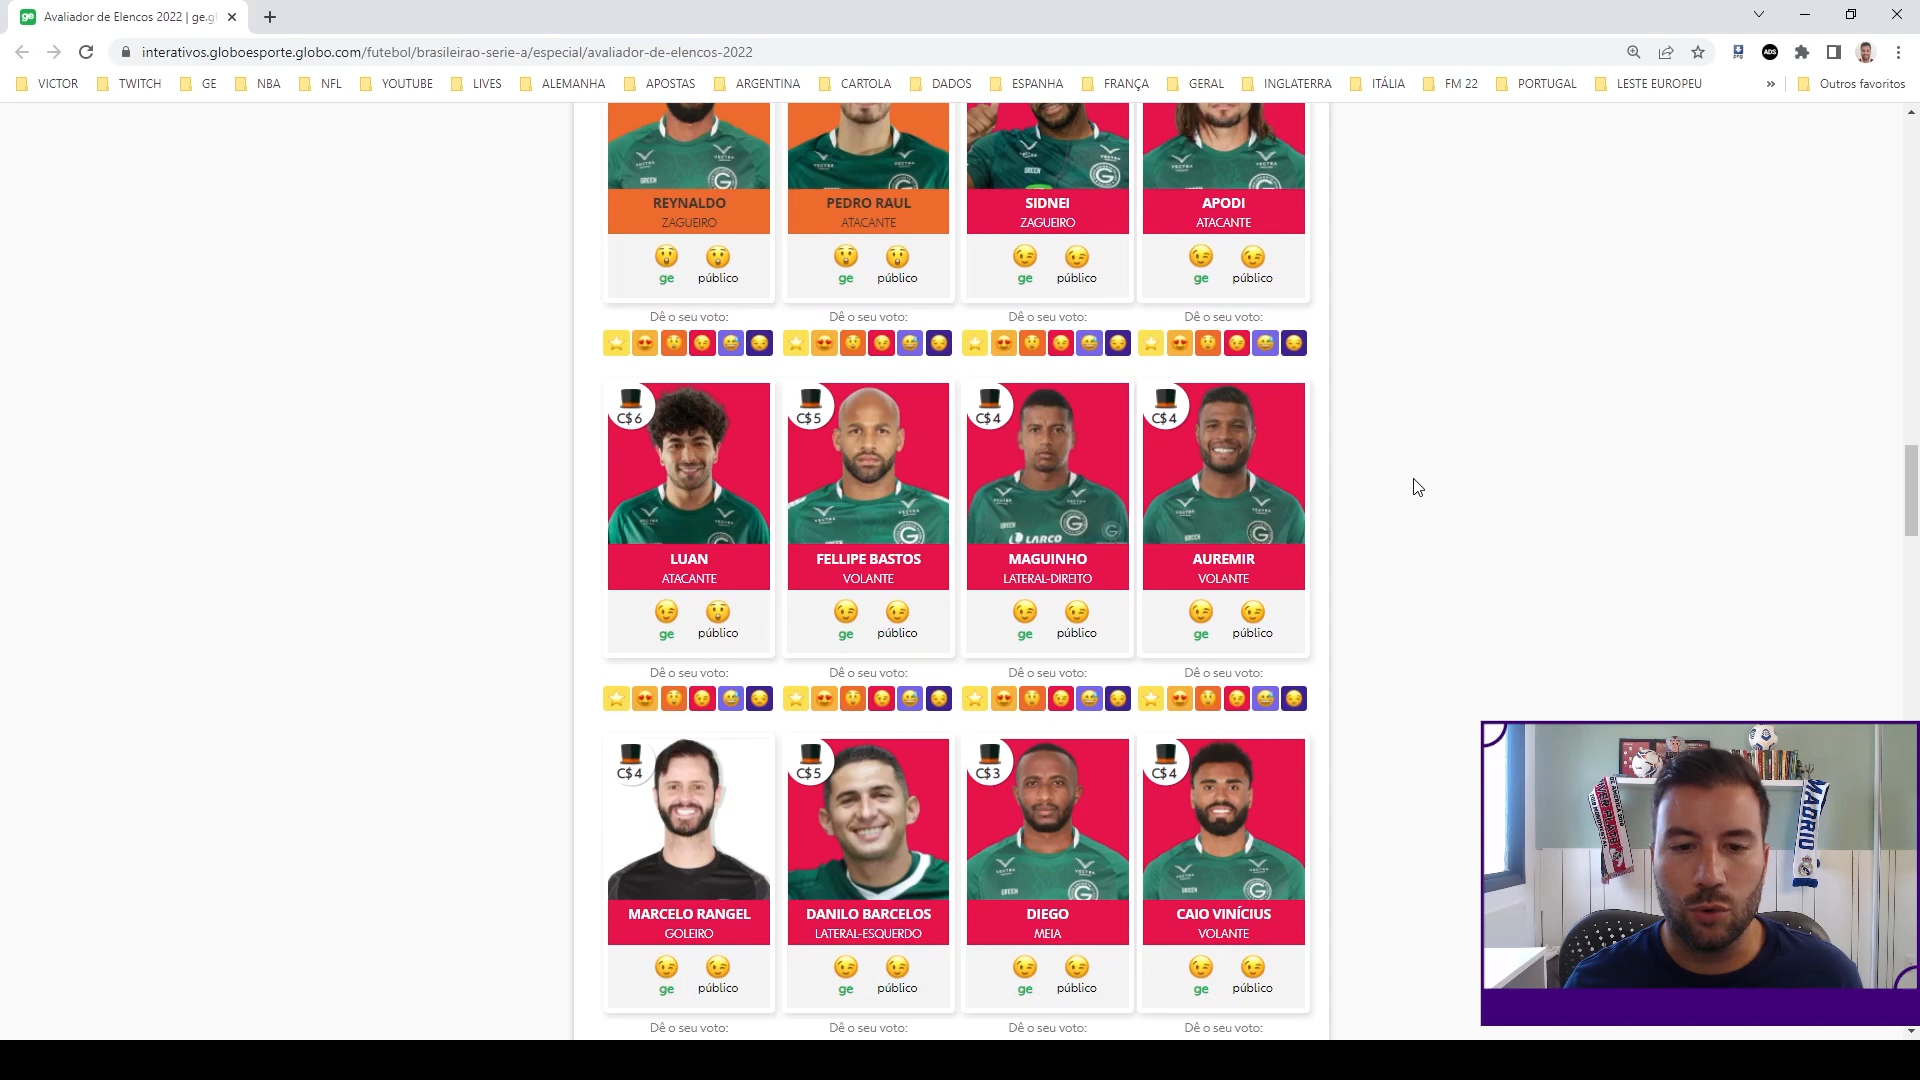 Avaliador de Elencos 2022 | ge.gl
interativos.globoesporte.globo.com/futebol/brasileirao-serie-a/especial/avaliador-de-elencos-2022
VICTOR TWITCH GE NBA NFL YOUTUBE LIVES ALEMANHA APOSTAS ARGENTINA CARTOLA DADOS ESPANHA FRANÇA GERAL INGLATERRA ITÁLIA FM 22 PORTUGAL LESTE EUROPEU » Outros favoritos
REYNALDO PEDRO RAUL SIDNEI APODI
ZAGUEIRO ATACANTE ZAGUEIRO ATACANTE
ge público ge público ge público ge público
Dê o seu voto: Dê o seu voto: Dê o seu voto: Dê o seu voto:
C$ 6 C$ 5 C$ 4 C$ 4
LARCO
LUAN FELLIPE BASTOS MAGUINHO AUREMIR
ATACANTE VOLANTE LATERAL-DIREITO VOLANTE
ge público ge público ge público ge público
Dê o seu voto: Dê o seu voto: Dê o seu voto: Dê o seu voto:
C$ 4 C$ 5 C$ 3 C$ 4
MARCELO RANGEL DANILO BARCELOS DIEGO CAIO VINÍCIUS
GOLEIRO LATERAL-ESQUERDO MEIA VOLANTE
ge público ge público ge público ge público
Dê o seu voto: Dê o seu voto: Dê o seu voto: Dê o seu voto:
MADRID